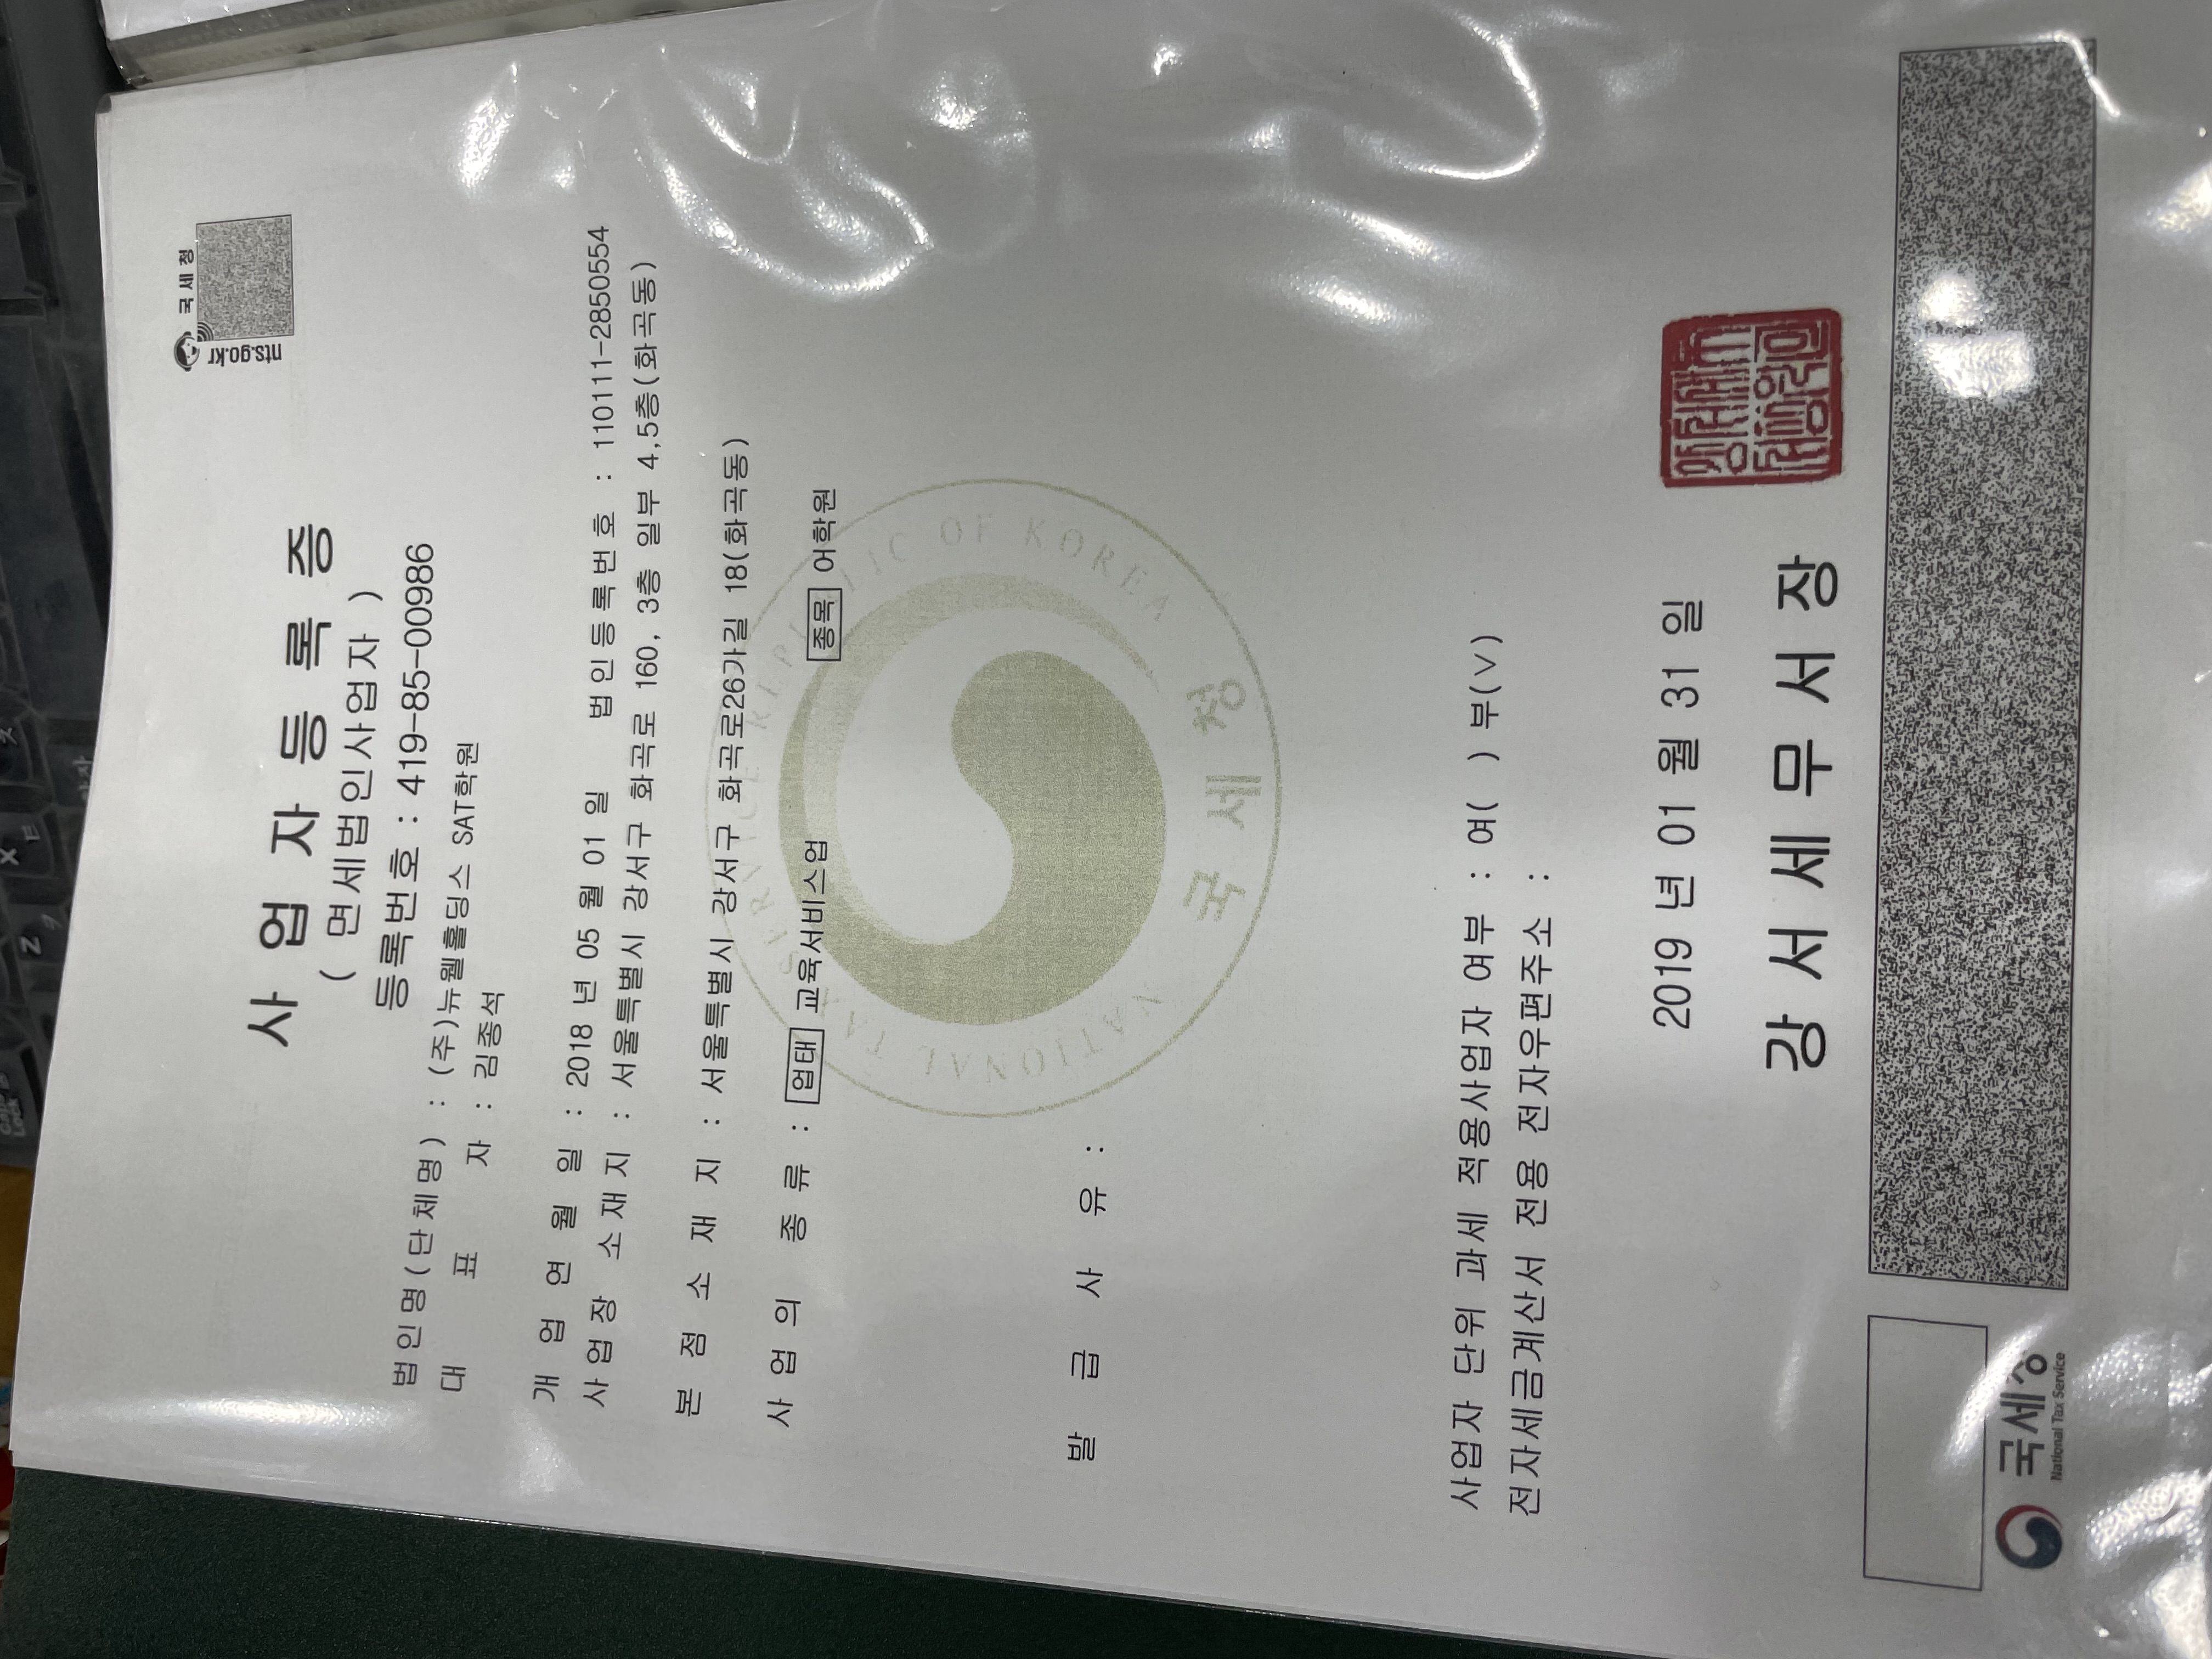 국세청
nts.go.kr
사 업 자 등 록 증
( 면세법인사업자 )
등록번호 : 419-85-00986
법인명(단체명) : (주)뉴월홀딩스 SAT학원
대 표 자 : 김종석
개 업 연 월 일 : 2018 년 05 월 01 일 법인등록번호 : 110111-2850554
사업장 소재지 : 서울특별시 강서구 화곡로 160, 3층 일부 4,5층(화곡동)
본 점 소 재 지 : 서울특별시 강서구 화곡로26가길 18(화곡동)
사 업 의 종 류 : 업태 교육서비스업 종목 어학원
NATIONAL TAX SERVICE REPUBLIC OF KOREA
국세청
발 급 사 유 :
사업자 단위 과세 적용사업자 여부 : 여( ) 부(∨)
전자세금계산서 전용 전자우편주소 :
2019 년 01 월 31 일
강 서 세 무 서 장
국세청
National Tax Service